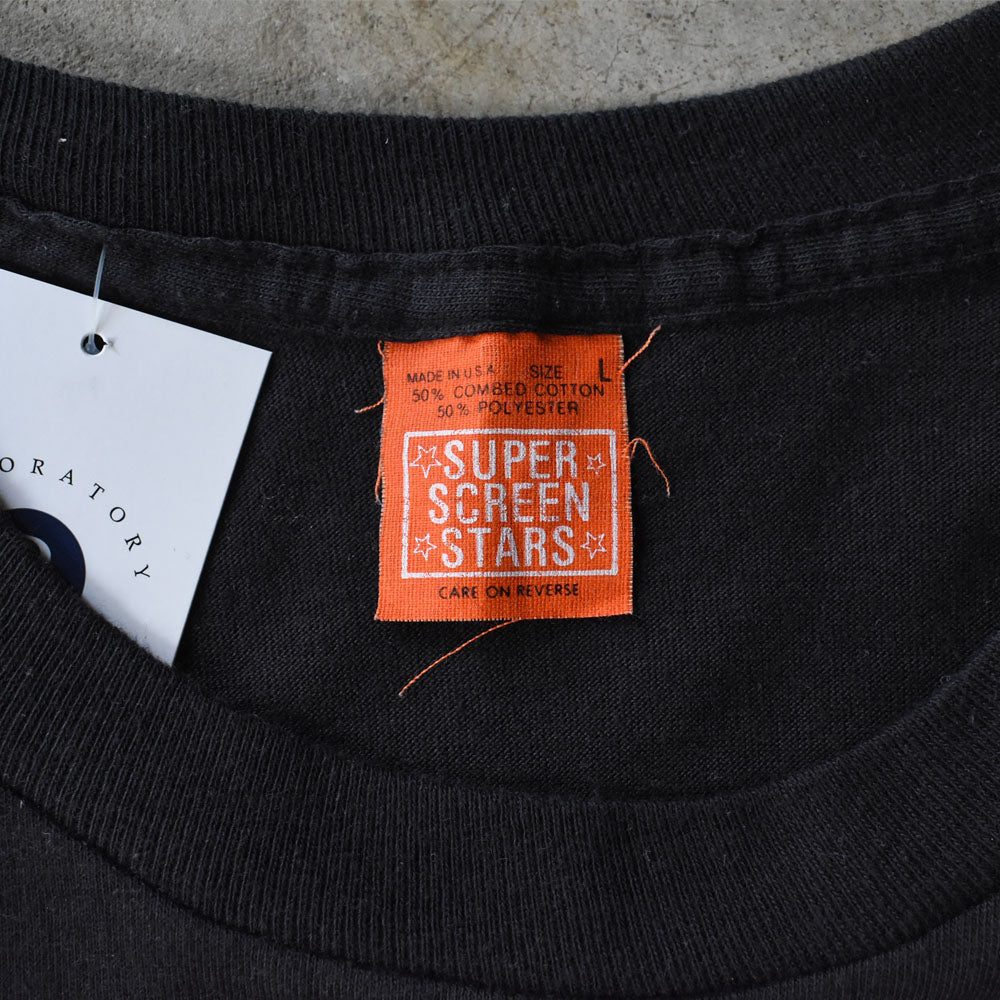 MADE IN U.S.A. SIZE L
50% COMBED COTTON
50% POLYESTER
SUPER
SCREEN
STARS
CARE ON REVERSE
ORATORY